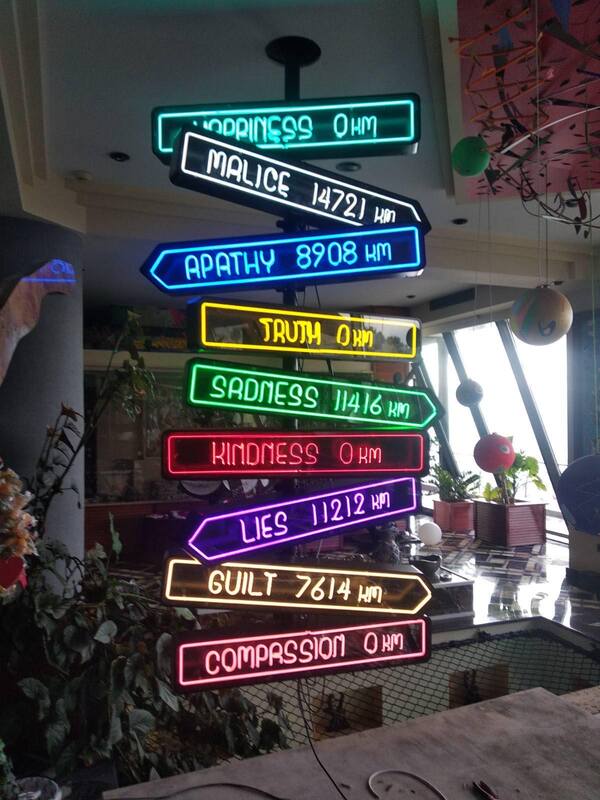 HAPPINESS 0 KM
MALICE 14721 KM
APATHY 8908 KM
TRUTH 0 KM
SADNESS 11416 KM
KINDNESS 0 KM
LIES 11212 KM
GUILT 7614 KM
COMPASSION 0 KM